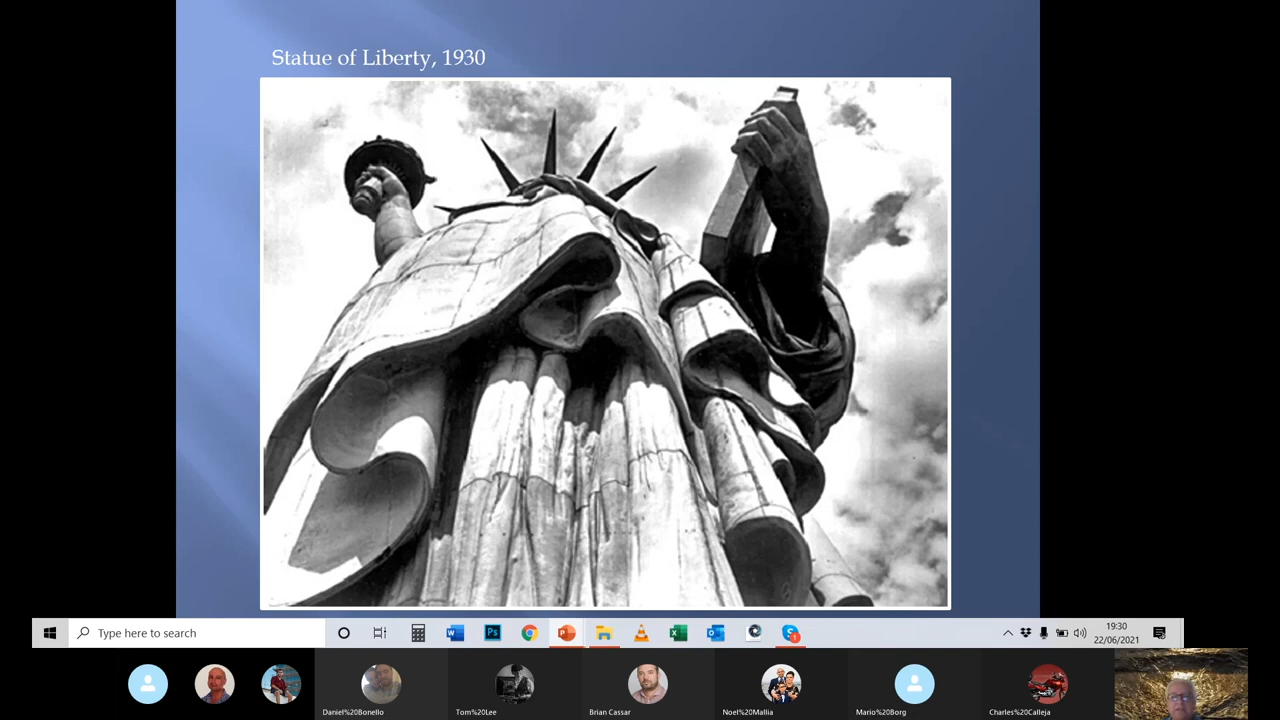 Statue of Liberty, 1930
Type here to search
19:30
22/06/2021
Daniel%20Bonello
Tom%20Lee
Brian Cassar
Noel%20Mallia
Mario%20Borg
Charles%20Calleja